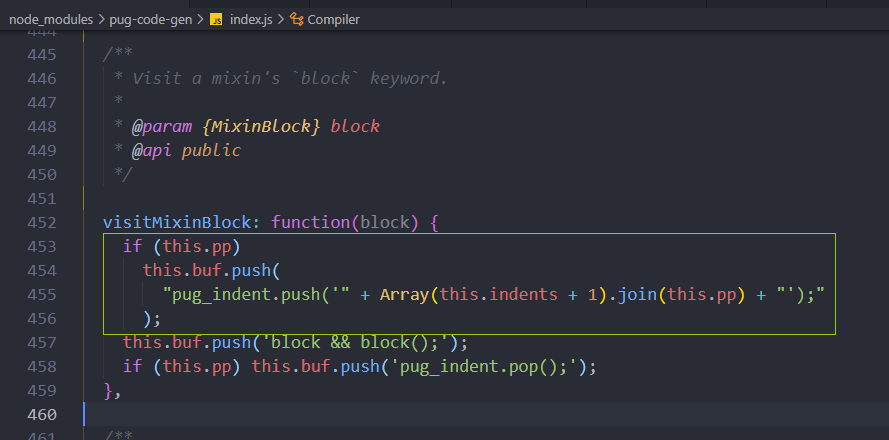 node_modules > pug-code-gen > JS index.js > Compiler
444
445 /**
446 * Visit a mixin's `block` keyword.
447 *
448 * @param {MixinBlock} block
449 * @api public
450 */
451
452 visitMixinBlock: function(block) {
453 if (this.pp)
454 this.buf.push(
455 "pug_indent.push('" + Array(this.indents + 1).join(this.pp) + "');"
456 );
457 this.buf.push('block && block();');
458 if (this.pp) this.buf.push('pug_indent.pop();');
459 },
460
461 /**